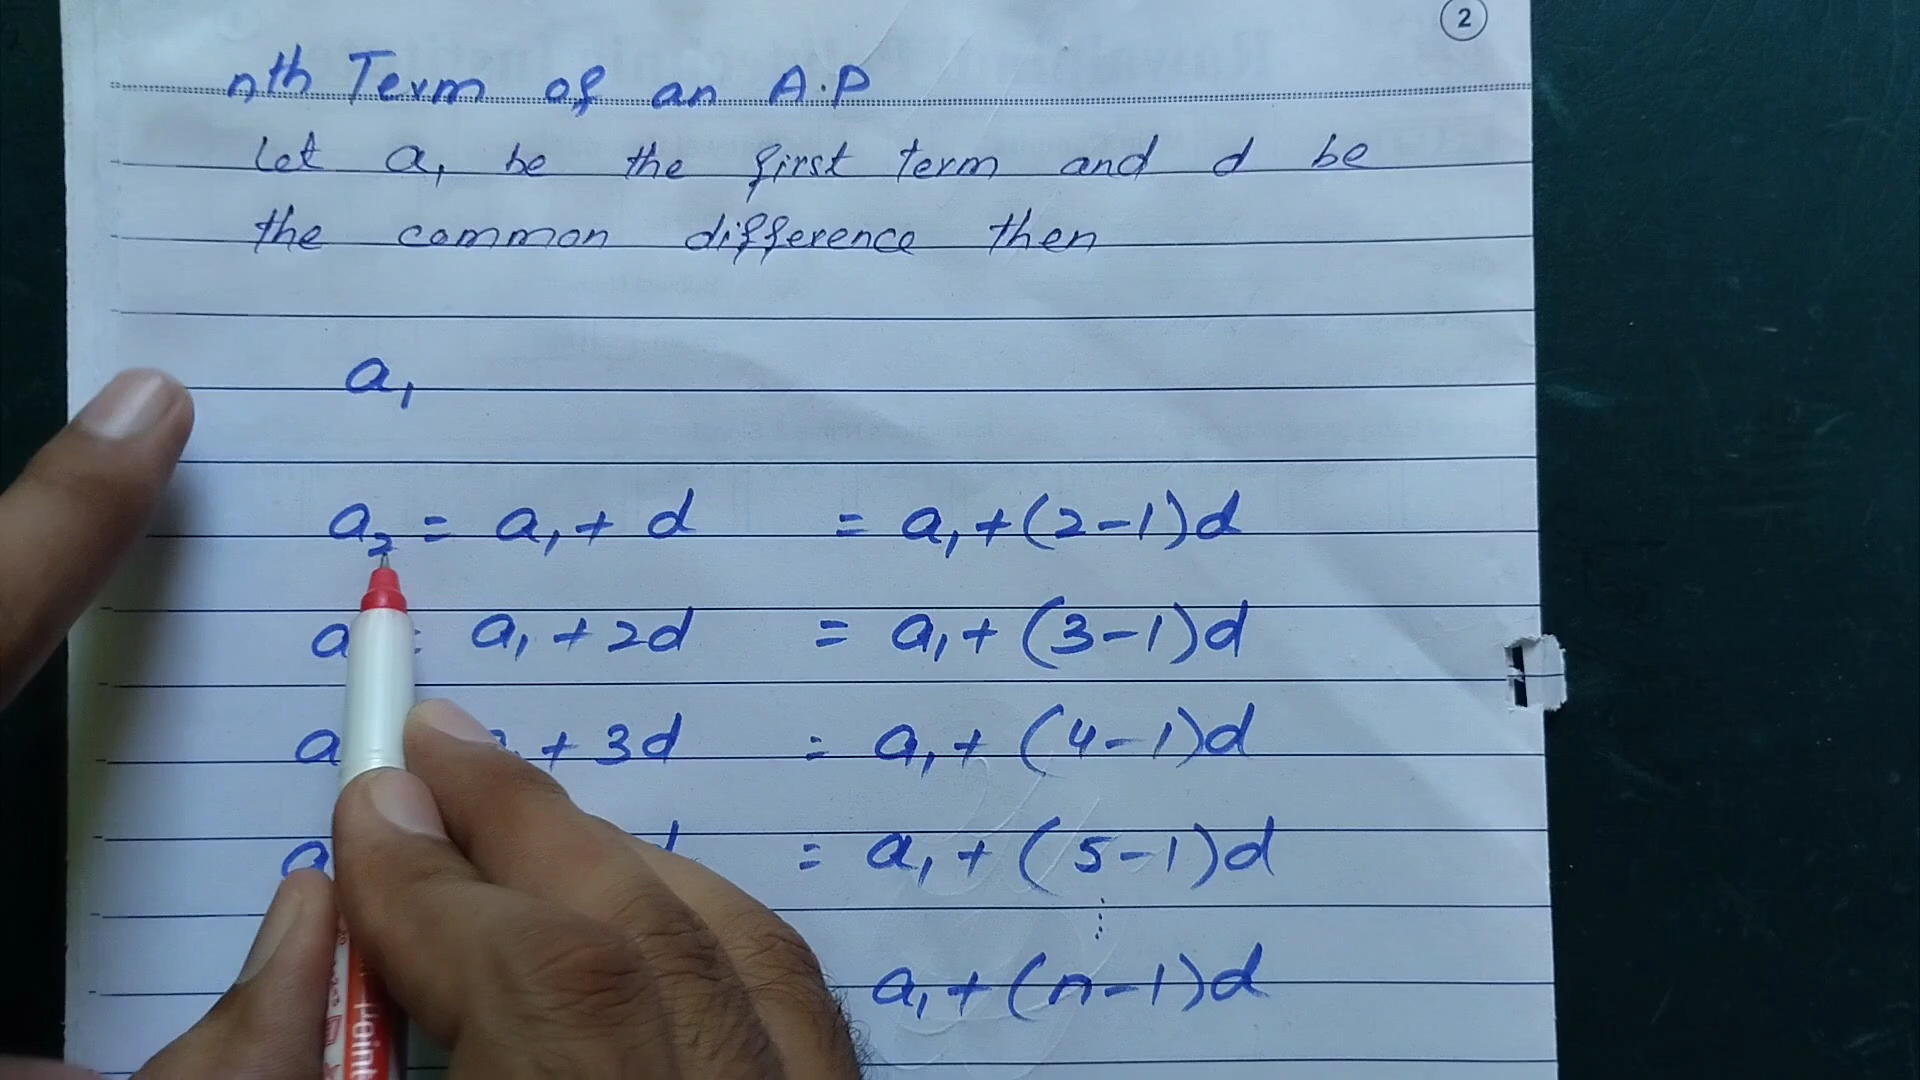 2
nth Term of an A.P
Let a₁ be the first term and d be
the common difference then
a₁
a₂ = a₁ + d = a₁ + (2-1)d
a = a₁ + 2d = a₁ + (3-1)d
a + 3d = a₁ + (4-1)d
a d = a₁ + (5-1)d
a₁ + (n-1)d